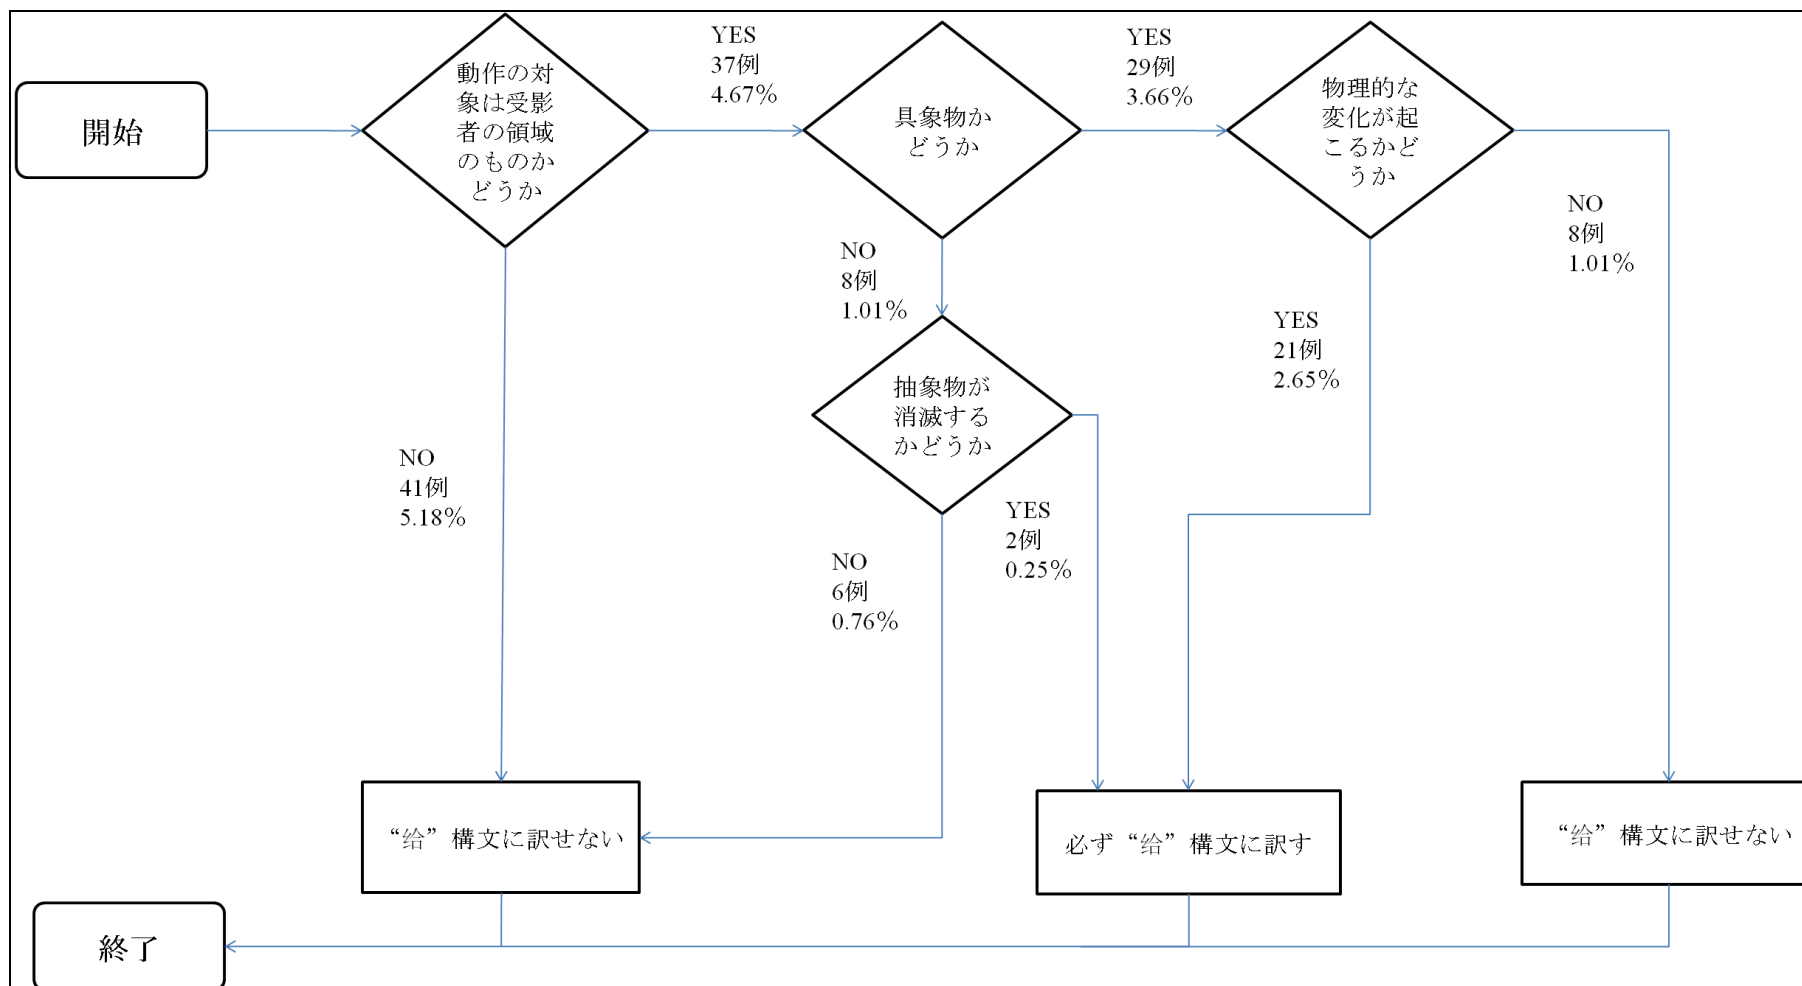 開始
動作の対
象は受影
者の領域
のものか
どうか
YES
37例
4.67%
具象物か
どうか
YES
29例
3.66%
物理的な
変化が起
こるかど
うか
NO
8例
1.01%
NO
8例
1.01%
YES
21例
2.65%
抽象物が
消滅する
かどうか
NO
41例
5.18%
YES
2例
0.25%
NO
6例
0.76%
“给”構文に訳せない
必ず“给”構文に訳す
“给”構文に訳せない
終了